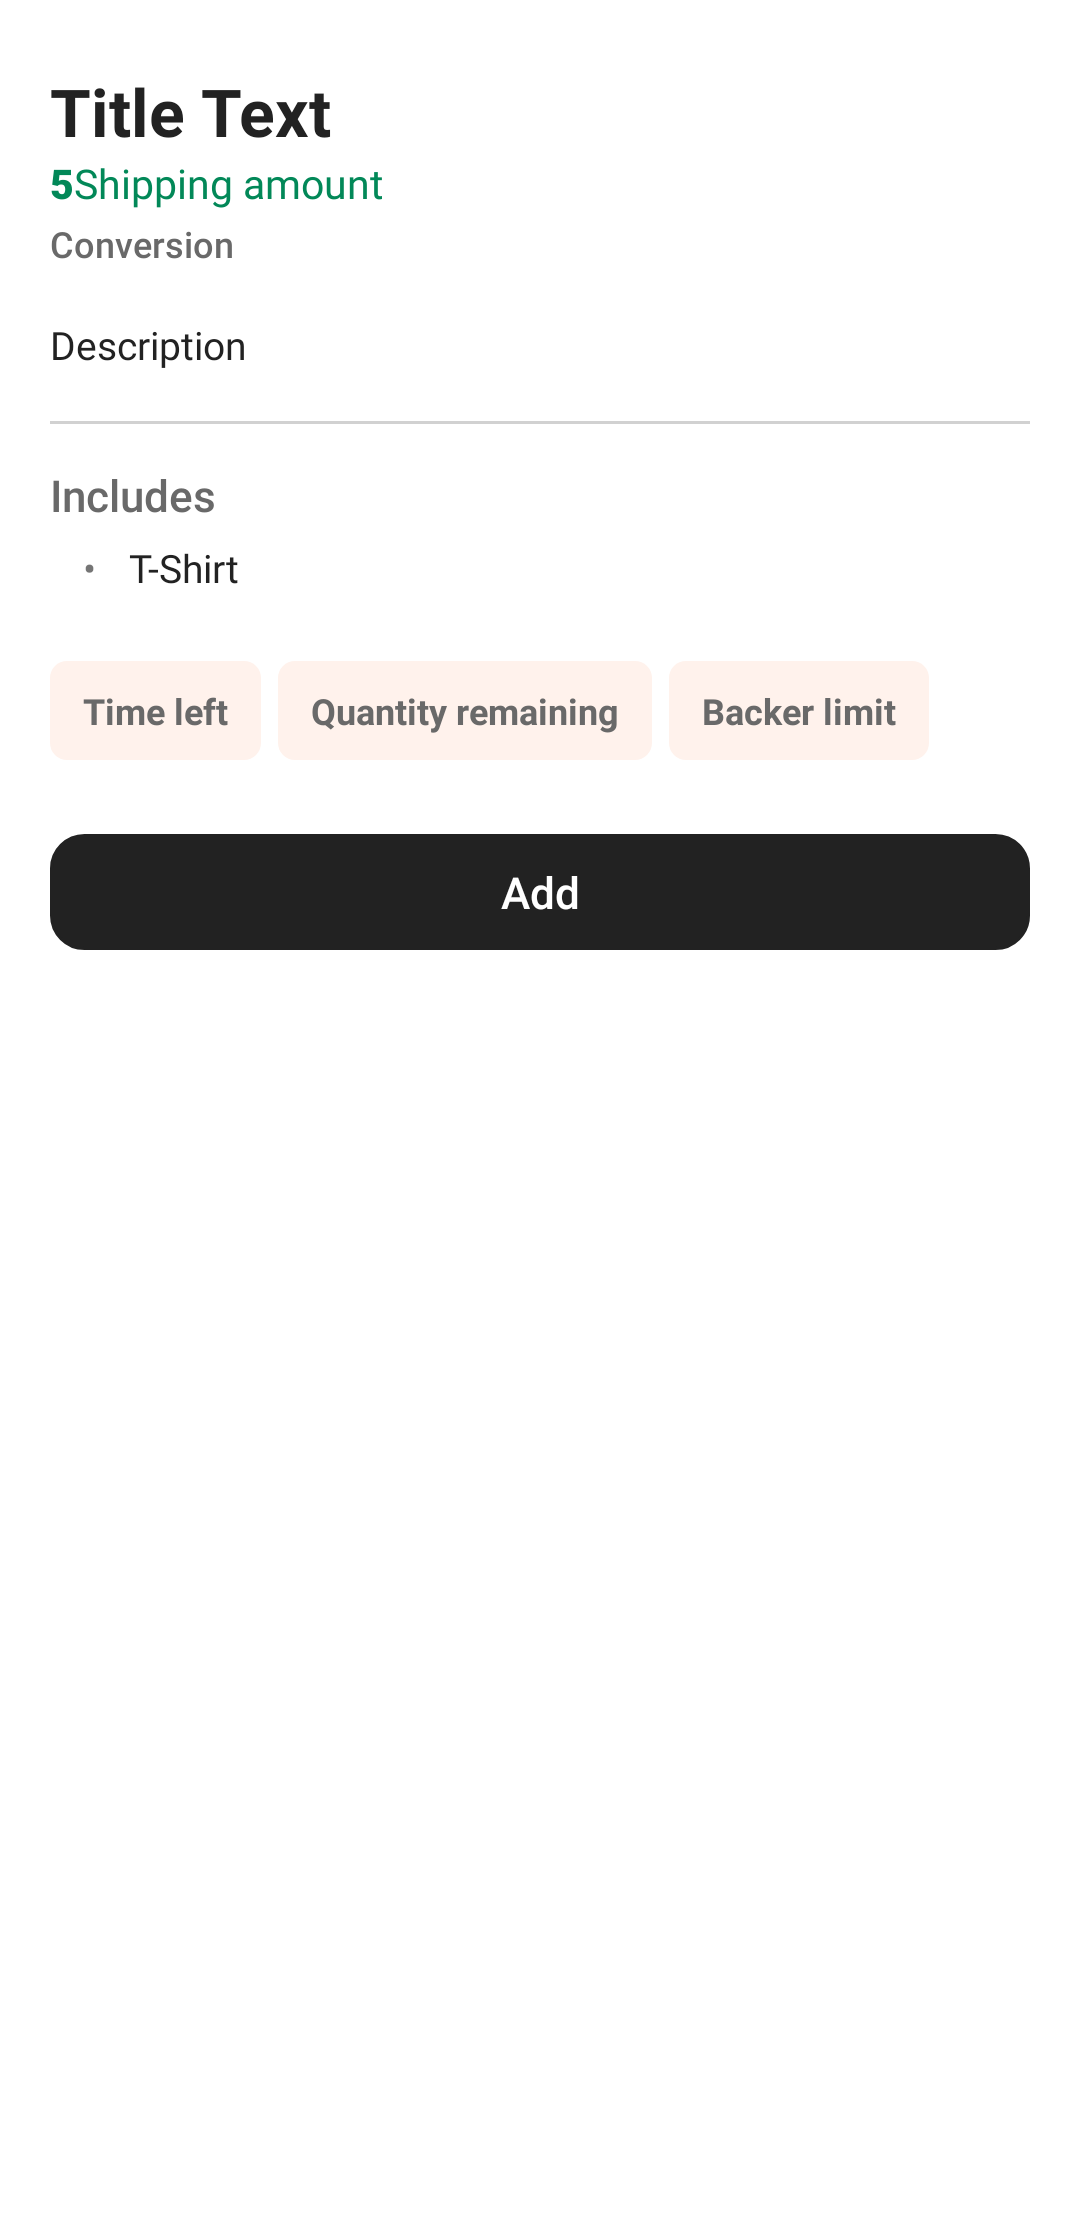 Title Text
5Shipping amount
Conversion
Description
Includes
• T-Shirt
Time left Quantity remaining Backer limit
Add